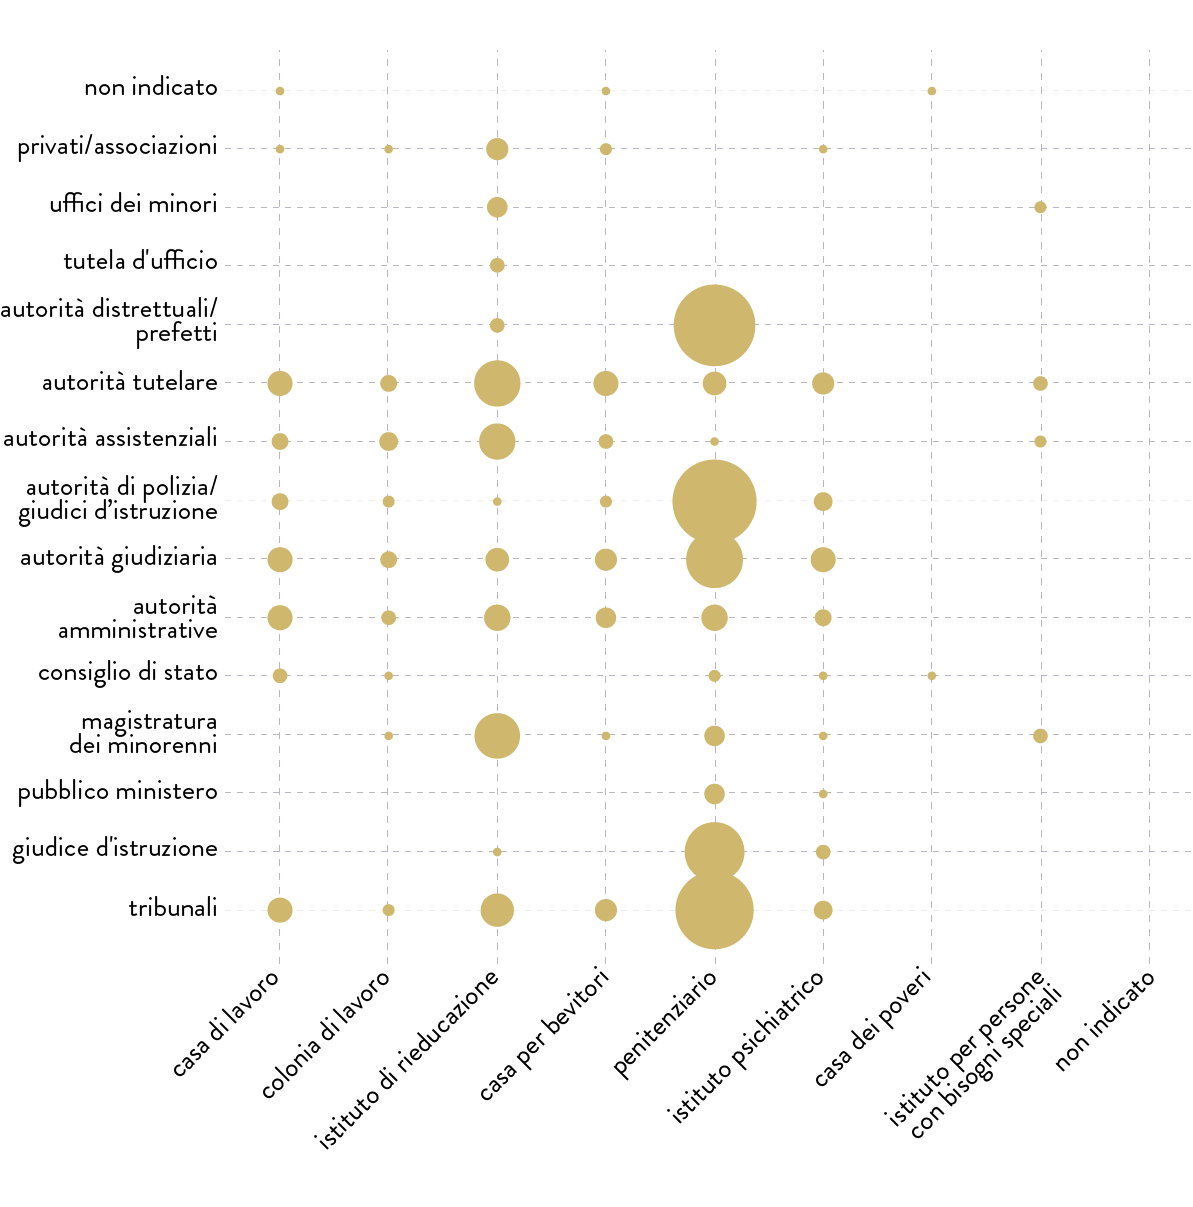 non indicato
privati/associazioni
uffici dei minori
tutela d'ufficio
autorità distrettuali/
prefetti
autorità tutelare
autorità assistenziali
autorità di polizia/
giudici d’istruzione
autorità giudiziaria
autorità
amministrative
consiglio di stato
magistratura
dei minorenni
pubblico ministero
giudice d'istruzione
tribunali
casa di lavoro
colonia di lavoro
istituto di rieducazione
casa per bevitori
penitenziario
istituto psichiatrico
casa dei poveri
istituto per persone
con bisogni speciali
non indicato